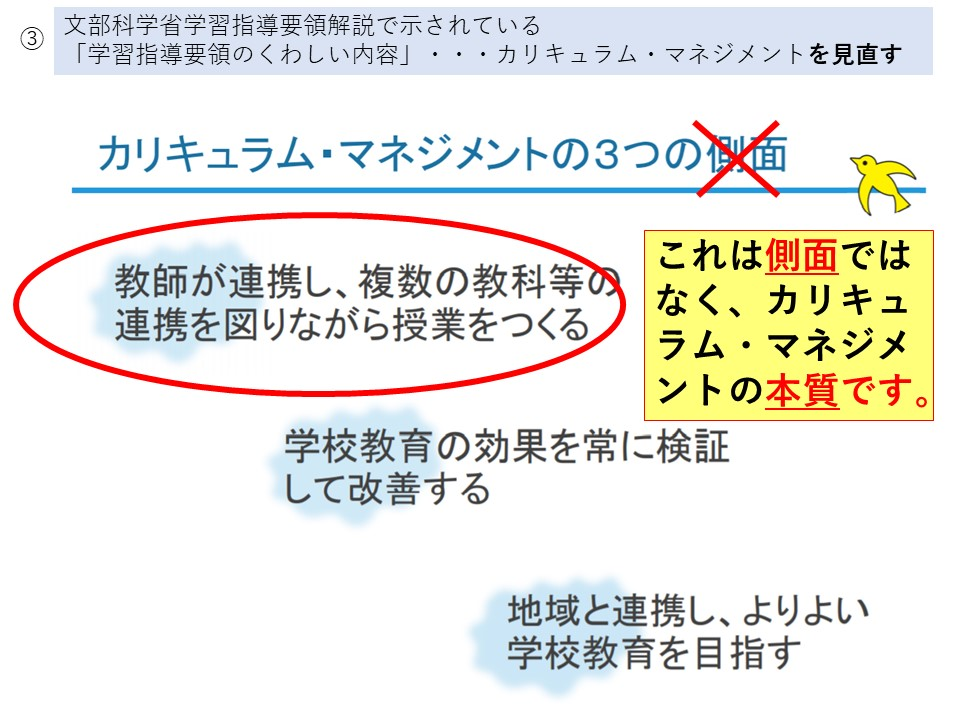 ③
文部科学省学習指導要領解説で示されている
「学習指導要領のくわしい内容」・・・カリキュラム・マネジメントを見直す
カリキュラム・マネジメントの３つの側面
教師が連携し、複数の教科等の
連携を図りながら授業をつくる
これは側面では
なく、カリキュ
ラム・マネジメ
ントの本質です。
学校教育の効果を常に検証
して改善する
地域と連携し、よりよい
学校教育を目指す